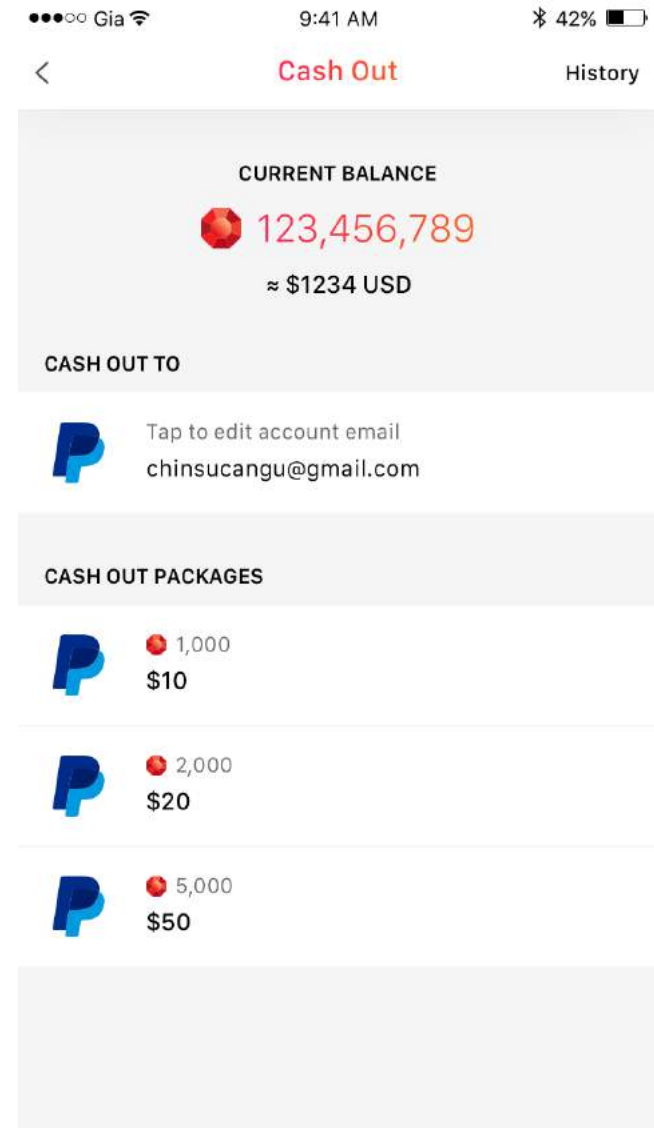 Gia 9:41 AM 42%
Cash Out History
CURRENT BALANCE
123,456,789
≈ $1234 USD
CASH OUT TO
Tap to edit account email
chinsucangu@gmail.com
CASH OUT PACKAGES
1,000
$10
2,000
$20
5,000
$50